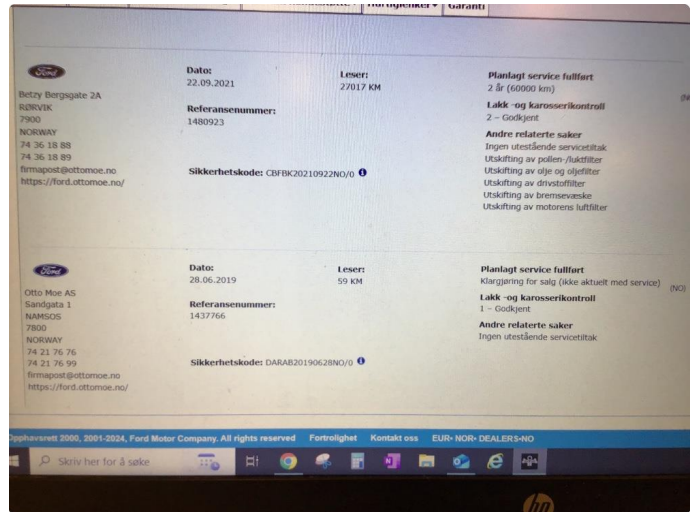 Hurtiglenker
Garanti
Ford
Betzy Bergsgate 2A
RØRVIK
7900
NORWAY
74 36 18 88
74 36 18 89
firmapost@ottomoe.no
https://ford.ottomoe.no/
Dato:
22.09.2021
Referansenummer:
1480923
Sikkerhetskode: CBFBK20210922NO/0
Leser:
27017 KM
Planlagt service fullført
2 år (60000 km)
Lakk -og karosserikontroll
2 – Godkjent
Andre relaterte saker
Ingen utestående servicetiltak
Utskifting av pollen-/luktfilter
Utskifting av olje og oljefilter
Utskifting av drivstoffilter
Utskifting av bremsevæske
Utskifting av motorens luftfilter
Ford
Otto Moe AS
Sandgata 1
NAMSOS
7800
NORWAY
74 21 76 76
74 21 76 99
firmapost@ottomoe.no
https://ford.ottomoe.no/
Dato:
28.06.2019
Referansenummer:
1437766
Sikkerhetskode: DARAB20190628NO/0
Leser:
59 KM
Planlagt service fullført
Klargjøring for salg (ikke aktuelt med service)
(NO)
Lakk -og karosserikontroll
1 – Godkjent
Andre relaterte saker
Ingen utestående servicetiltak
Opphavsrett 2000, 2001-2024, Ford Motor Company. All rights reserved Fortrolighet Kontakt oss EUR- NOR- DEALERS-NO
Skriv her for å søke
hp